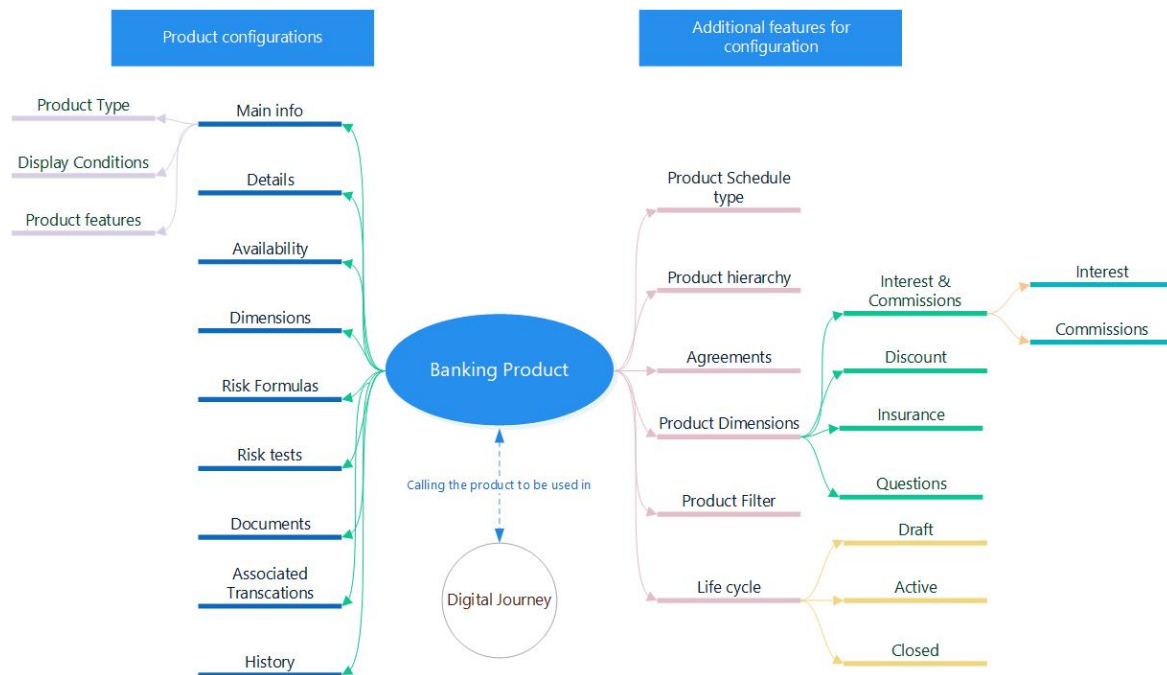 Product configurations
Additional features for
configuration
Product Type
Display Conditions
Product features
Main info
Details
Availability
Dimensions
Risk Formulas
Risk tests
Documents
Associated
Transcations
History
Banking Product
Calling the product to be used in
Digital Journey
Product Schedule
type
Product hierarchy
Agreements
Product Dimensions
Product Filter
Life cycle
Interest &
Commissions
Discount
Insurance
Questions
Draft
Active
Closed
Interest
Commissions